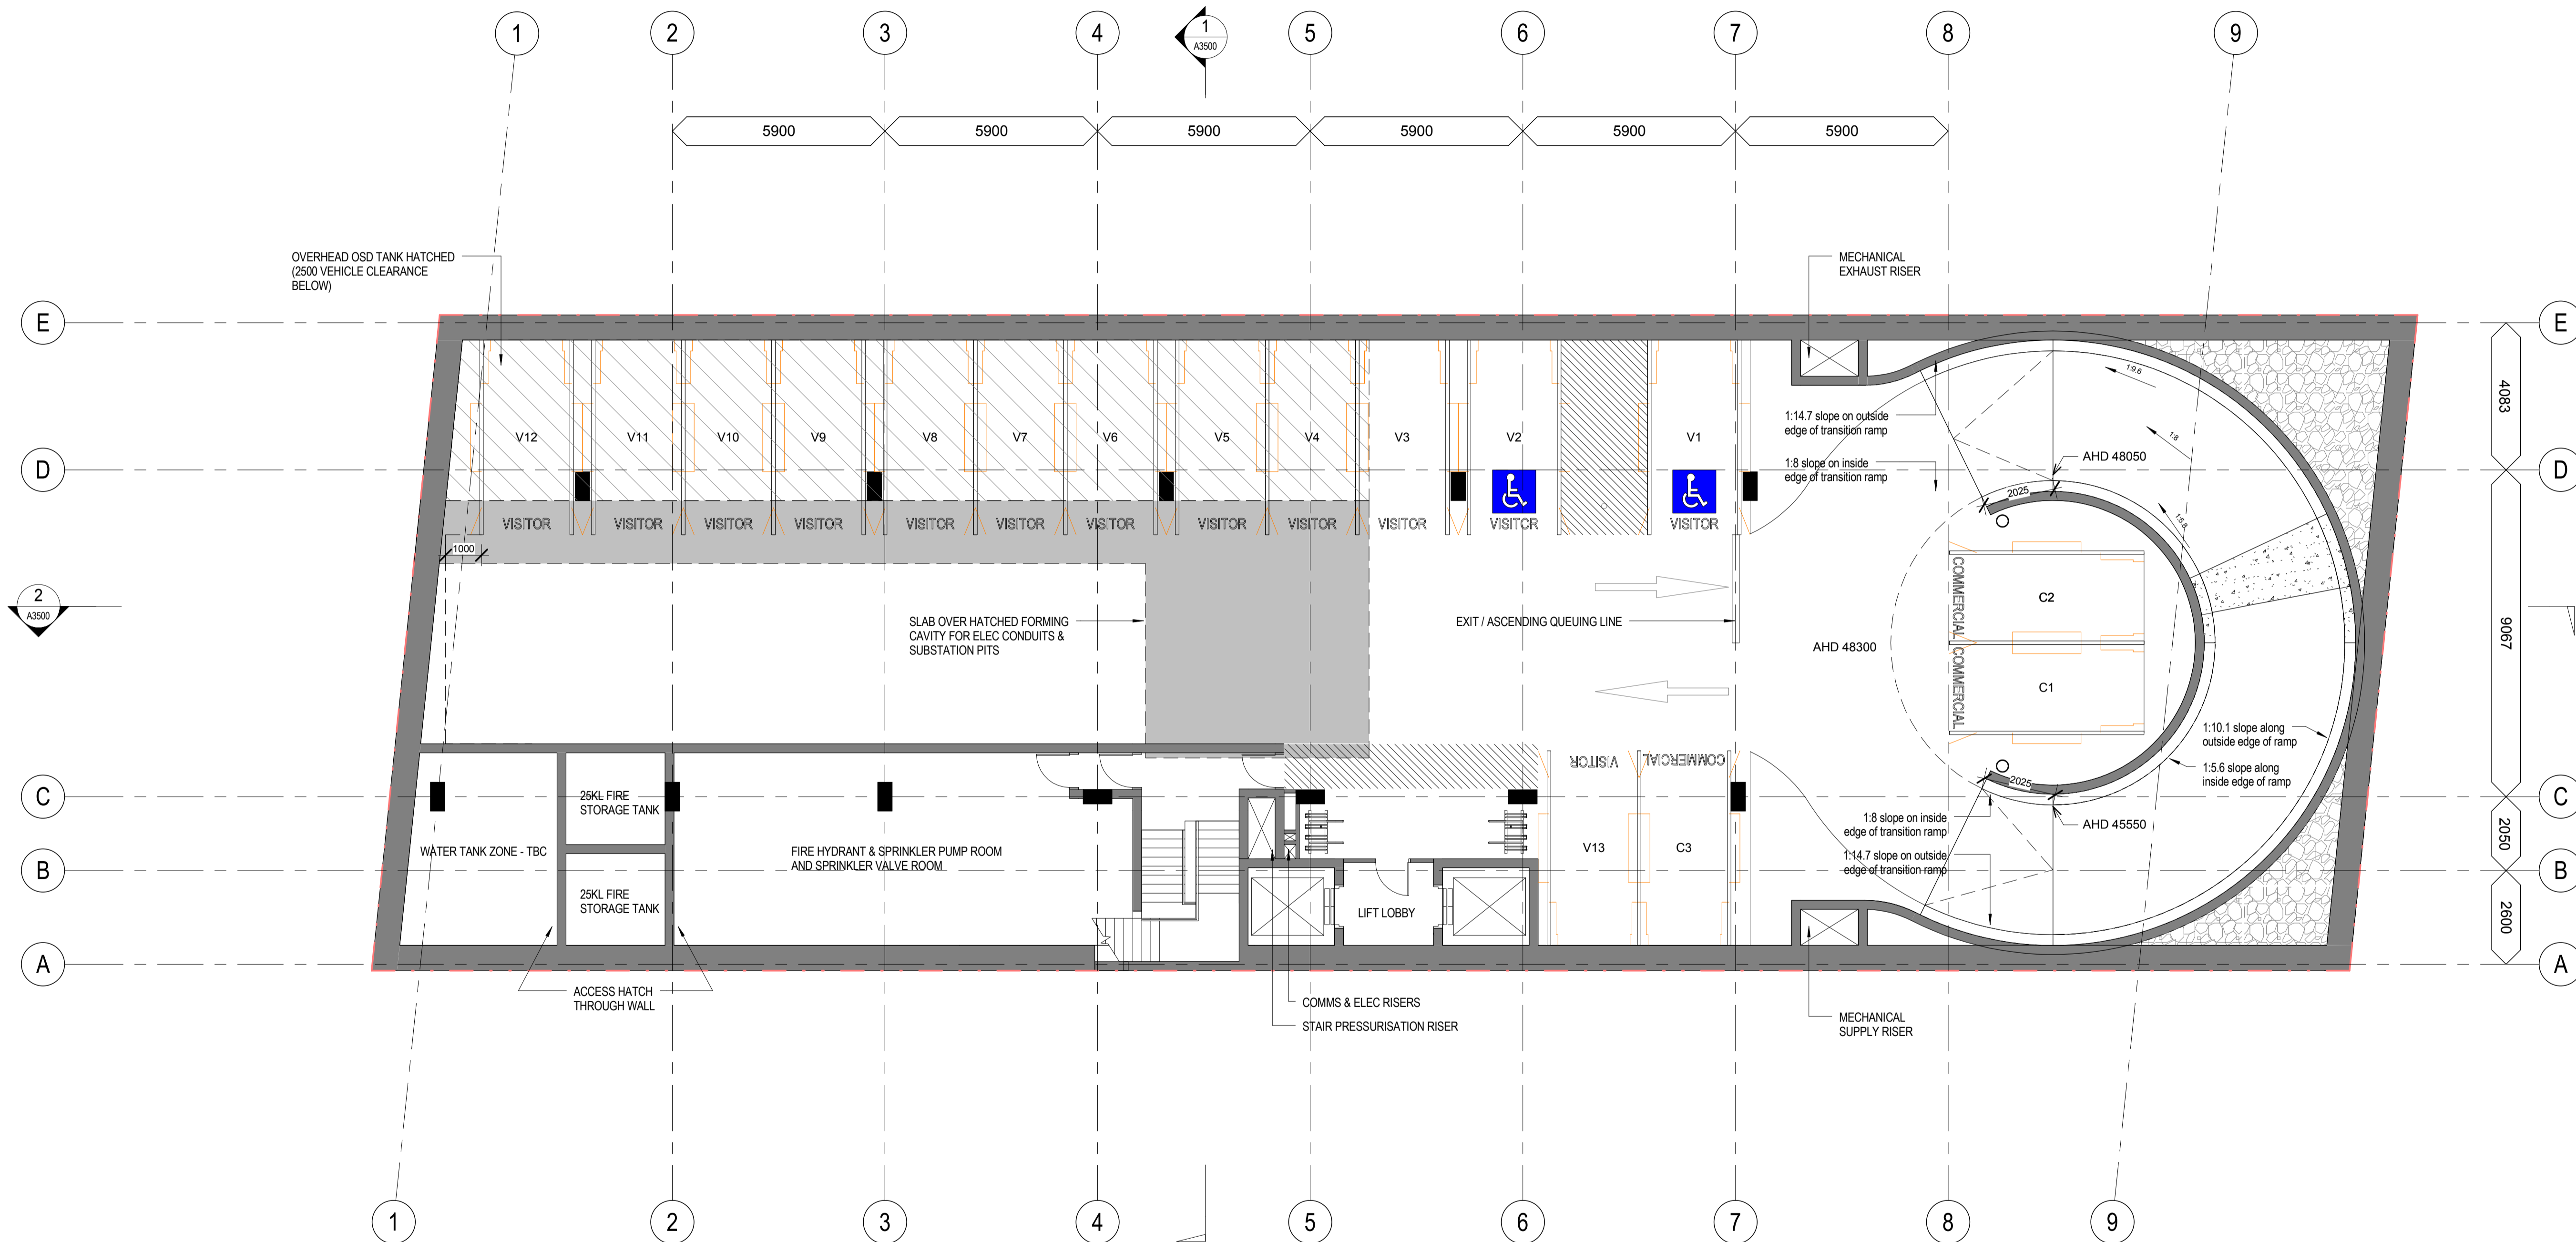 1
2
3
4
1
A3500
5
6
7
8
9
5900
5900
5900
5900
5900
5900
OVERHEAD OSD TANK HATCHED
(2500 VEHICLE CLEARANCE
BELOW)
MECHANICAL
EXHAUST RISER
E
E
4083
1:9.6
1:14.7 slope on outside
edge of transition ramp
V12
V11
V10
V9
V8
V7
V6
V5
V4
V3
V2
V1
1:8
AHD 48050
1:8 slope on inside
edge of transition ramp
D
D
2025
VISITOR
VISITOR
VISITOR
VISITOR
VISITOR
VISITOR
VISITOR
VISITOR
VISITOR
VISITOR
VISITOR
VISITOR
1:5.8
1000
2
A3500
COMMERCIAL
C2
SLAB OVER HATCHED FORMING
CAVITY FOR ELEC CONDUITS &
SUBSTATION PITS
EXIT / ASCENDING QUEUING LINE
AHD 48300
9067
COMMERCIAL
C1
1:10.1 slope along
outside edge of ramp
VISITOR
COMMERCIAL
1:5.6 slope along
inside edge of ramp
2025
C
C
25KL FIRE
STORAGE TANK
1:8 slope on inside
edge of transition ramp
AHD 45550
2050
WATER TANK ZONE - TBC
FIRE HYDRANT & SPRINKLER PUMP ROOM
AND SPRINKLER VALVE ROOM
V13
C3
1:14.7 slope on outside
edge of transition ramp
B
B
25KL FIRE
STORAGE TANK
LIFT LOBBY
2600
A
A
ACCESS HATCH
THROUGH WALL
COMMS & ELEC RISERS
STAIR PRESSURISATION RISER
MECHANICAL
SUPPLY RISER
1
2
3
4
5
6
7
8
9